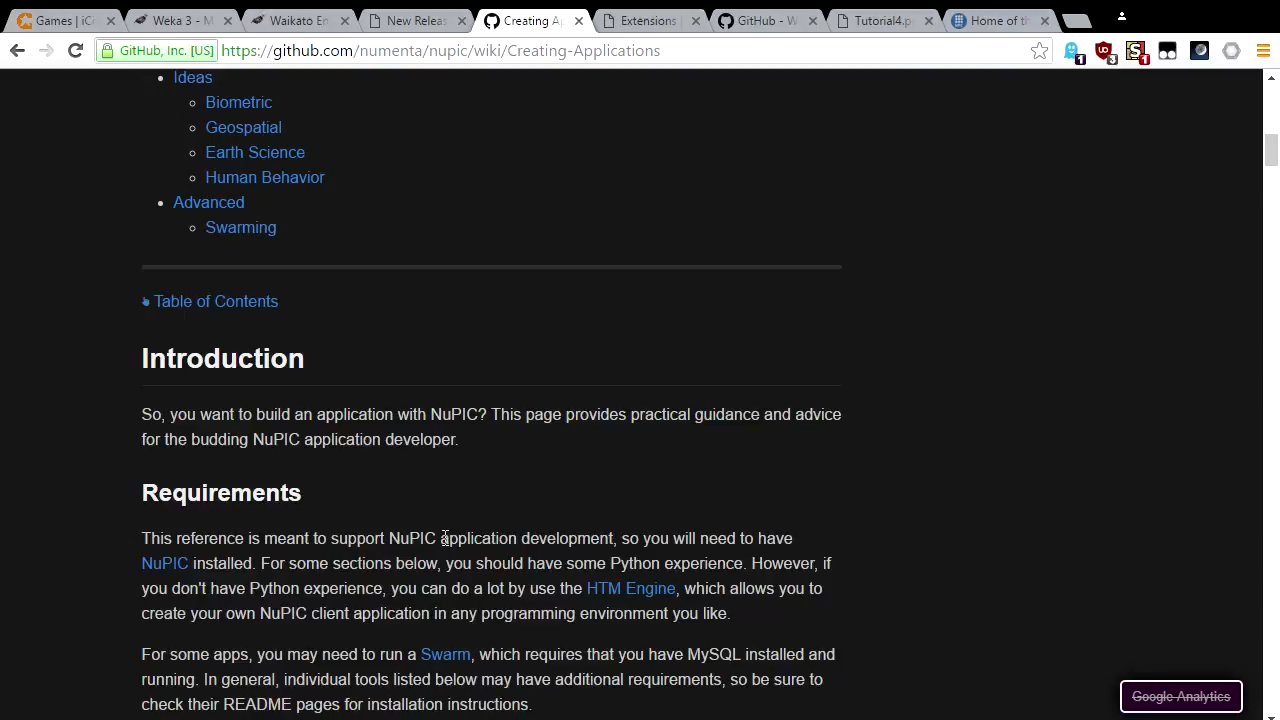 Games | iCi
Weka 3 - M
Waikato En
New Releas
Creating Ap
Extensions
GitHub - W
Tutorial4.p
Home of th
GitHub, Inc. [US] https://github.com/numenta/nupic/wiki/Creating-Applications
1
3
1
Ideas
Biometric
Geospatial
Earth Science
Human Behavior
Advanced
Swarming
Table of Contents
Introduction
So, you want to build an application with NuPIC? This page provides practical guidance and advice
for the budding NuPIC application developer.
Requirements
This reference is meant to support NuPIC application development, so you will need to have
NuPIC installed. For some sections below, you should have some Python experience. However, if
you don't have Python experience, you can do a lot by use the HTM Engine, which allows you to
create your own NuPIC client application in any programming environment you like.
For some apps, you may need to run a Swarm, which requires that you have MySQL installed and
running. In general, individual tools listed below may have additional requirements, so be sure to
check their README pages for installation instructions.
Google Analytics